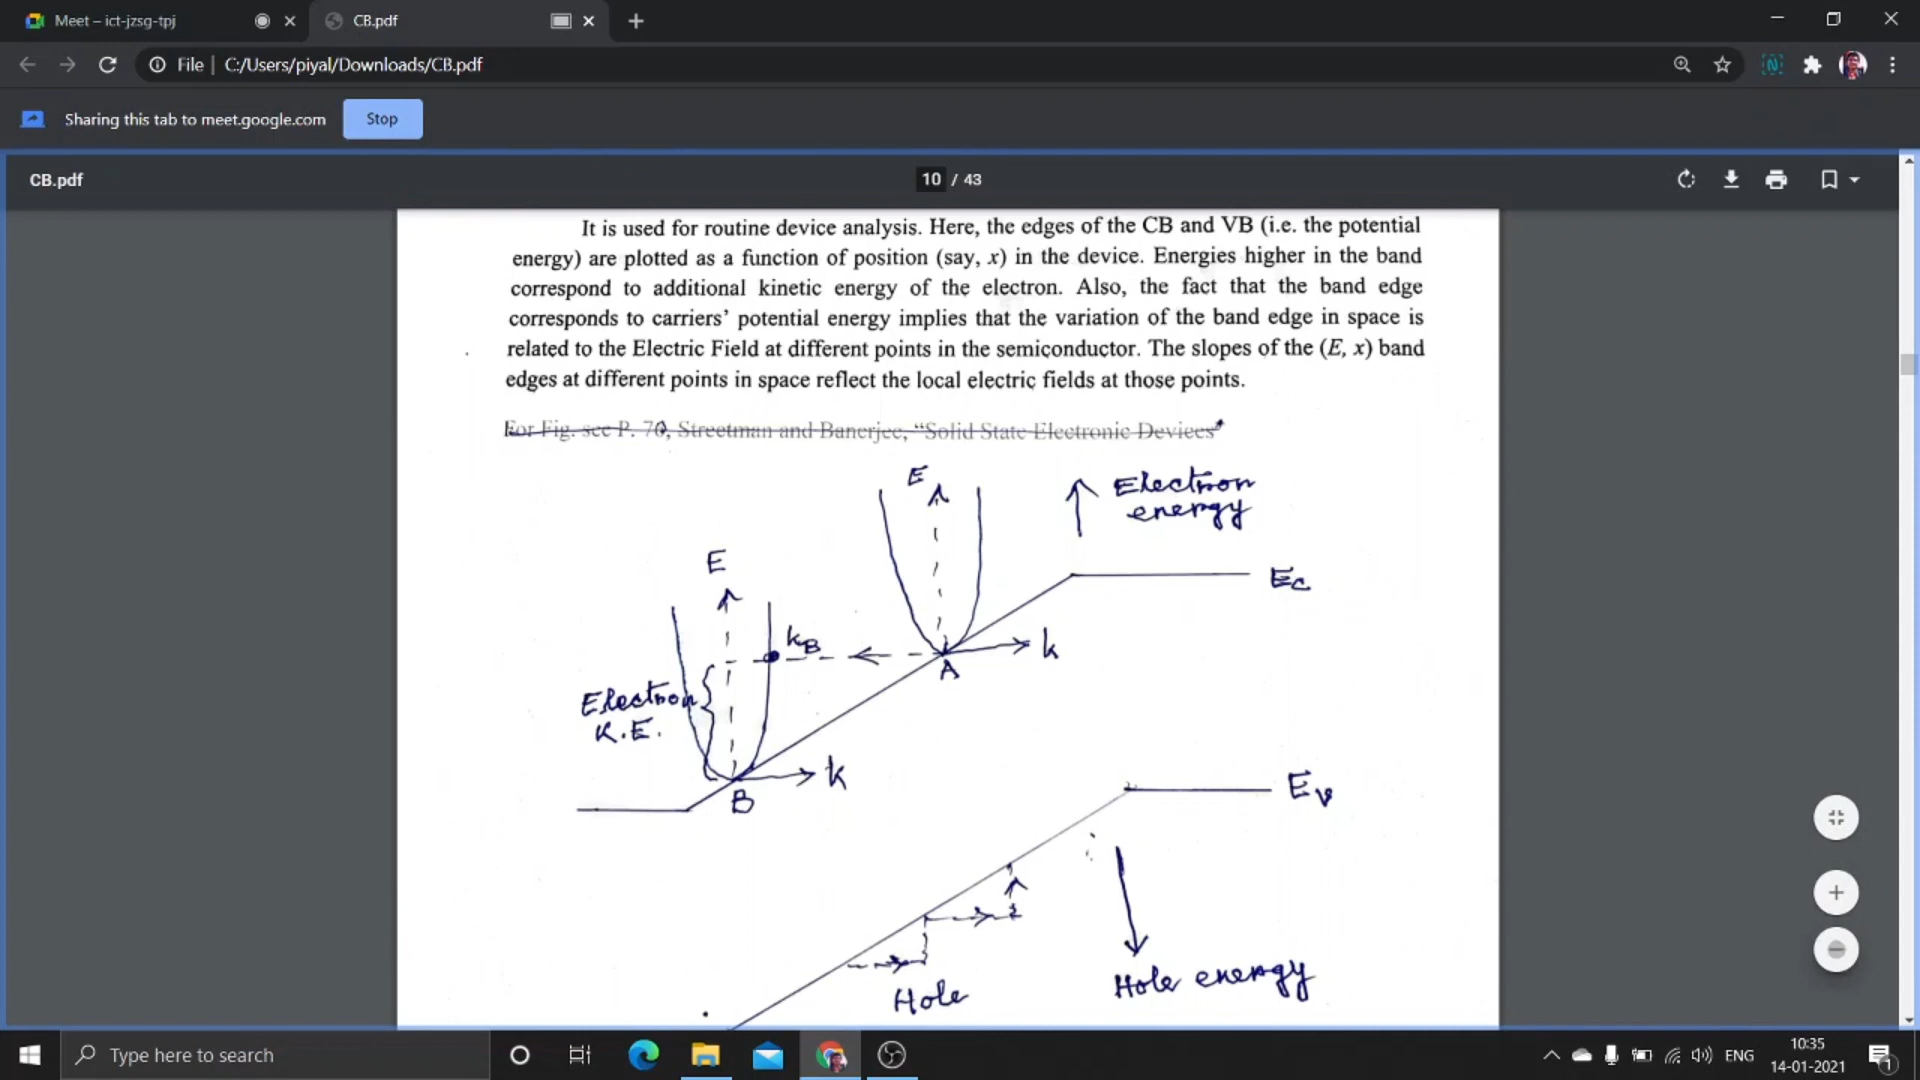 Meet – ict-jzsg-tpj
CB.pdf
File | C:/Users/piyal/Downloads/CB.pdf
Sharing this tab to meet.google.com
Stop
CB.pdf
10 / 43
It is used for routine device analysis. Here, the edges of the CB and VB (i.e. the potential
energy) are plotted as a function of position (say, x) in the device. Energies higher in the band
correspond to additional kinetic energy of the electron. Also, the fact that the band edge
corresponds to carriers’ potential energy implies that the variation of the band edge in space is
related to the Electric Field at different points in the semiconductor. The slopes of the (E, x) band
edges at different points in space reflect the local electric fields at those points.
For Fig. see P. 70, Streetman and Banerjee, “Solid State Electronic Devices”
E
Electron
energy
E
Ec
kB
k
A
Electron
K.E.
k
B
Ev
Hole
Hole energy
Type here to search
ENG
10:35
14-01-2021
1